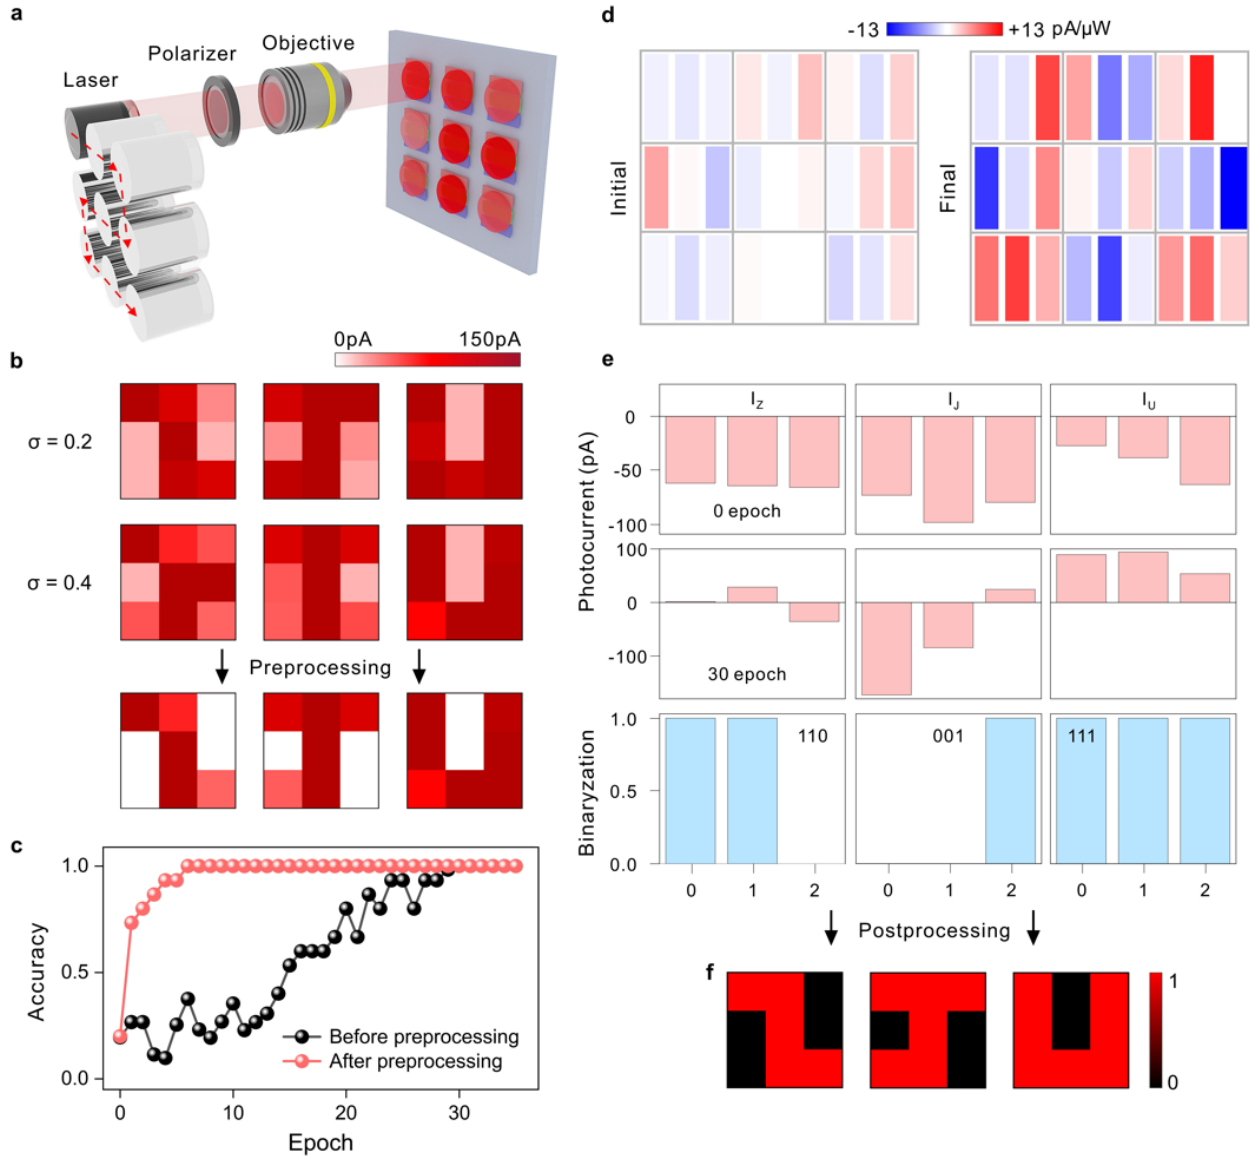 a
Laser
Polarizer
Objective
b
0pA 150pA
σ = 0.2
σ = 0.4
Preprocessing
c
Accuracy
1.0
0.5
0.0
Before preprocessing
After preprocessing
0 10 20 30
Epoch
d
-13 +13 pA/μW
Initial
Final
e
I_Z I_J I_U
Photocurrent (pA)
0
-50
-100
0 epoch
100
0
-100
30 epoch
Binaryzation
1.0
0.5
0.0
110 001 111
0 1 2 0 1 2 0 1 2
Postprocessing
f
1
0